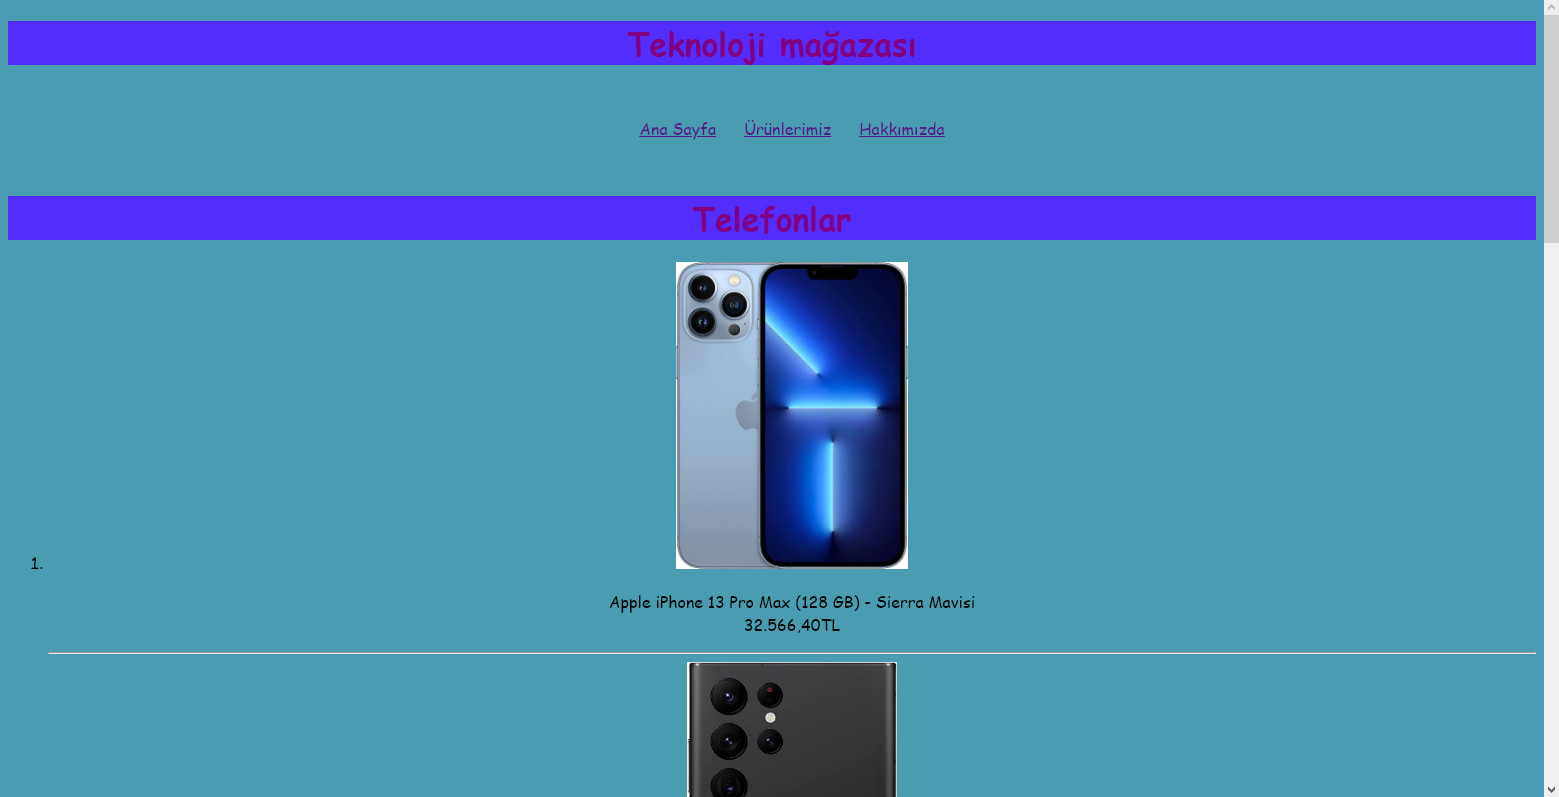 Teknoloji mağazası
Ana Sayfa Ürünlerimiz Hakkımızda
Telefonlar
1.
Apple iPhone 13 Pro Max (128 GB) - Sierra Mavisi
32.566,40TL